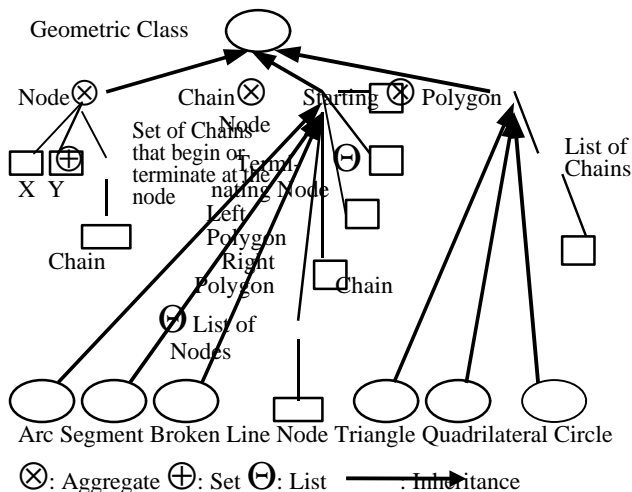 Geometric Class
Node ⊗ Chain ⊗ Starting ⊗ Polygon
Node
Set of Chains
that begin or
terminate at the
node
List of
Chains
X Y ⊕
Termi-
nating Node
Θ
Left
Polygon
Chain
Right
Polygon
Chain
Θ List of
Nodes
Arc Segment Broken Line Node Triangle Quadrilateral Circle
⊗: Aggregate ⊕: Set Θ: List : Inheritance